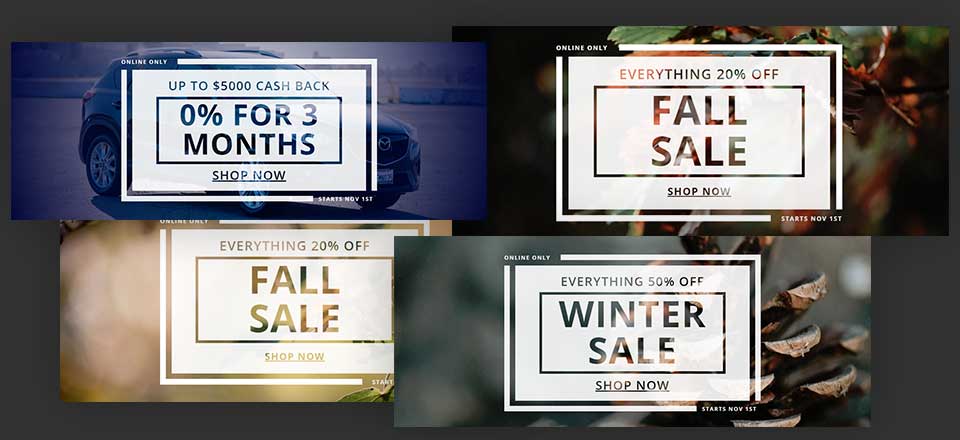 ONLINE ONLY
UP TO $5000 CASH BACK
0% FOR 3
MONTHS
SHOP NOW
STARTS NOV 1ST
ONLINE ONLY
EVERYTHING 20% OFF
FALL
SALE
SHOP NOW
STARTS NOV 1ST
ONLINE ONLY
EVERYTHING 20% OFF
FALL
SALE
SHOP NOW
START
ONLINE ONLY
EVERYTHING 50% OFF
WINTER
SALE
SHOP NOW
STARTS NOV 1ST